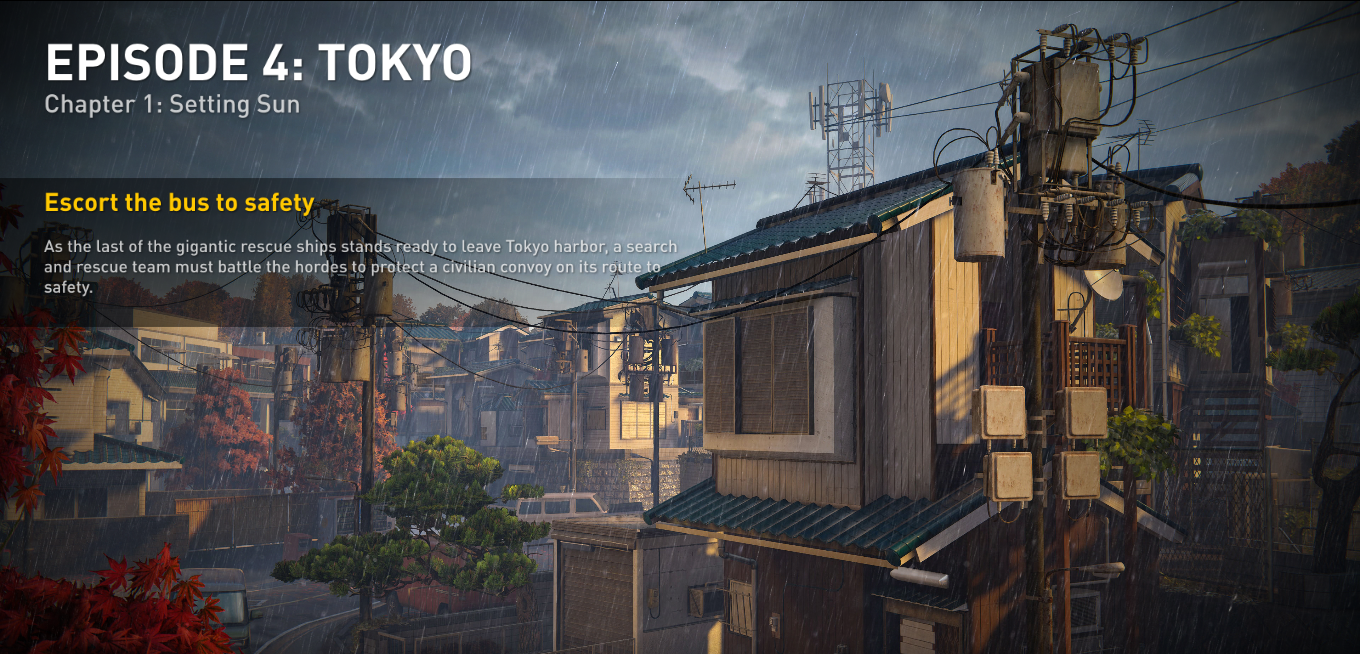 EPISODE 4: TOKYO
Chapter 1: Setting Sun
Escort the bus to safety
As the last of the gigantic rescue ships stands ready to leave Tokyo harbor, a search
and rescue team must battle the hordes to protect a civilian convoy on its route to
safety.